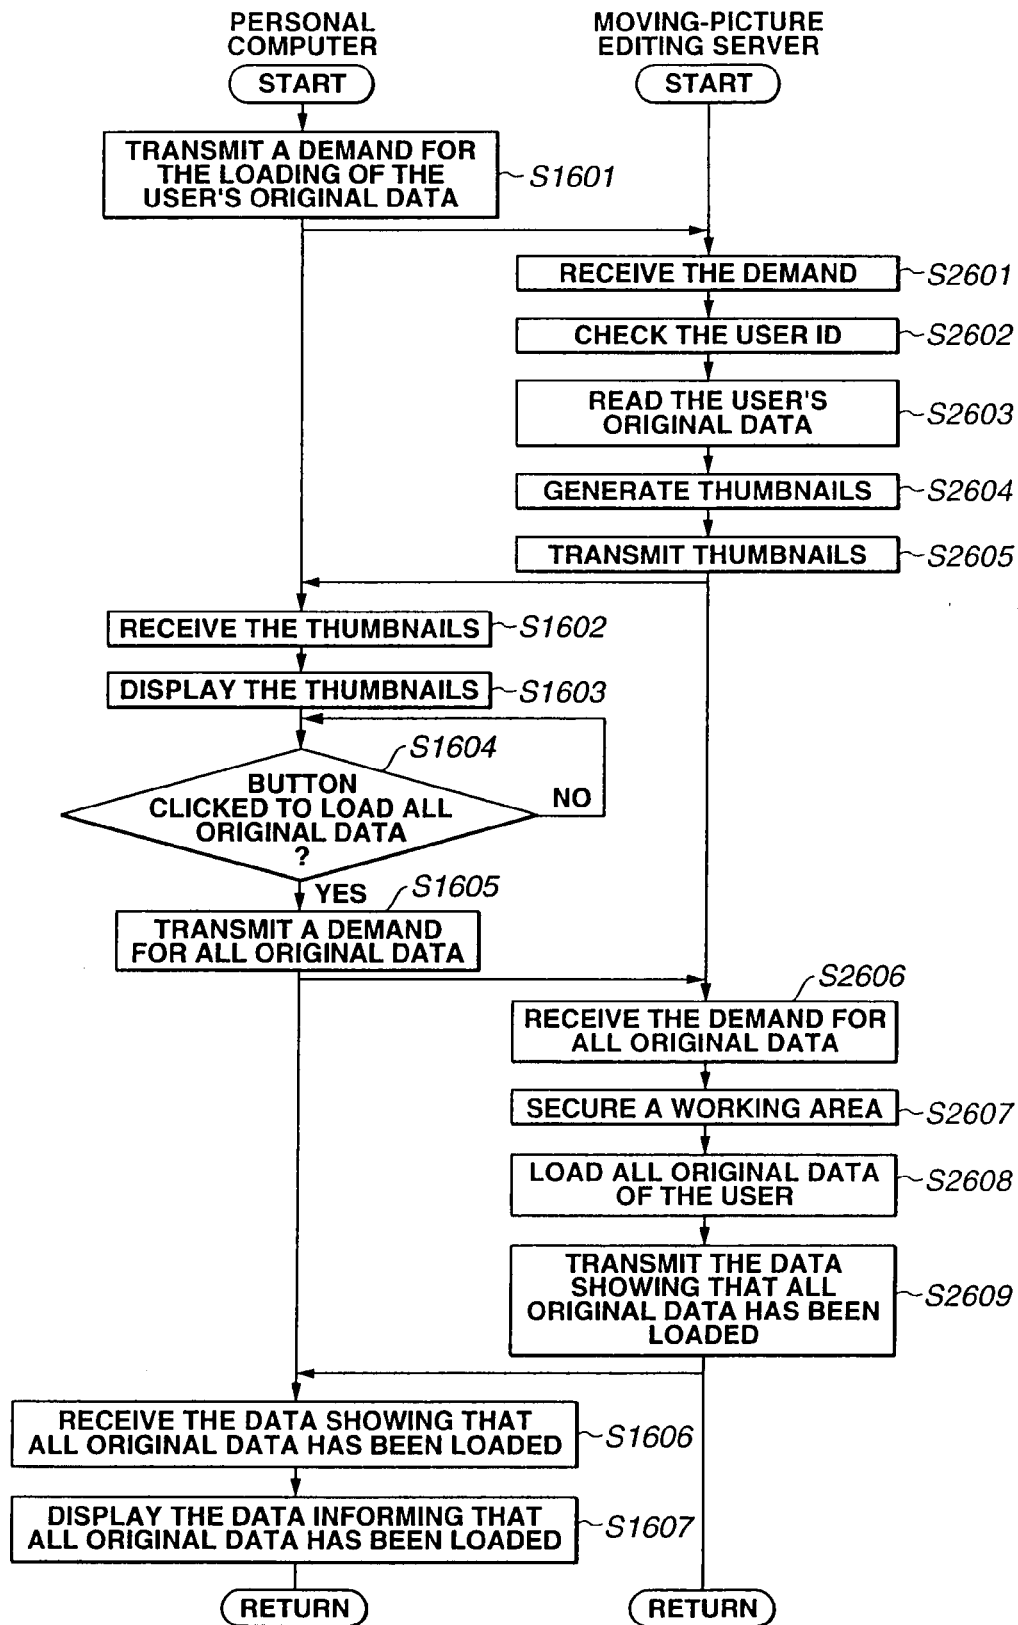 PERSONAL
COMPUTER
MOVING-PICTURE
EDITING SERVER
START
START
TRANSMIT A DEMAND FOR
THE LOADING OF THE
USER'S ORIGINAL DATA
S1601
RECEIVE THE DEMAND
S2601
CHECK THE USER ID
S2602
READ THE USER'S
ORIGINAL DATA
S2603
GENERATE THUMBNAILS
S2604
TRANSMIT THUMBNAILS
S2605
RECEIVE THE THUMBNAILS
S1602
DISPLAY THE THUMBNAILS
S1603
S1604
BUTTON
CLICKED TO LOAD ALL
ORIGINAL DATA
?
NO
YES
S1605
TRANSMIT A DEMAND
FOR ALL ORIGINAL DATA
S2606
RECEIVE THE DEMAND FOR
ALL ORIGINAL DATA
SECURE A WORKING AREA
S2607
LOAD ALL ORIGINAL DATA
OF THE USER
S2608
TRANSMIT THE DATA
SHOWING THAT ALL
ORIGINAL DATA HAS BEEN
LOADED
S2609
RECEIVE THE DATA SHOWING THAT
ALL ORIGINAL DATA HAS BEEN LOADED
S1606
DISPLAY THE DATA INFORMING THAT
ALL ORIGINAL DATA HAS BEEN LOADED
S1607
RETURN
RETURN